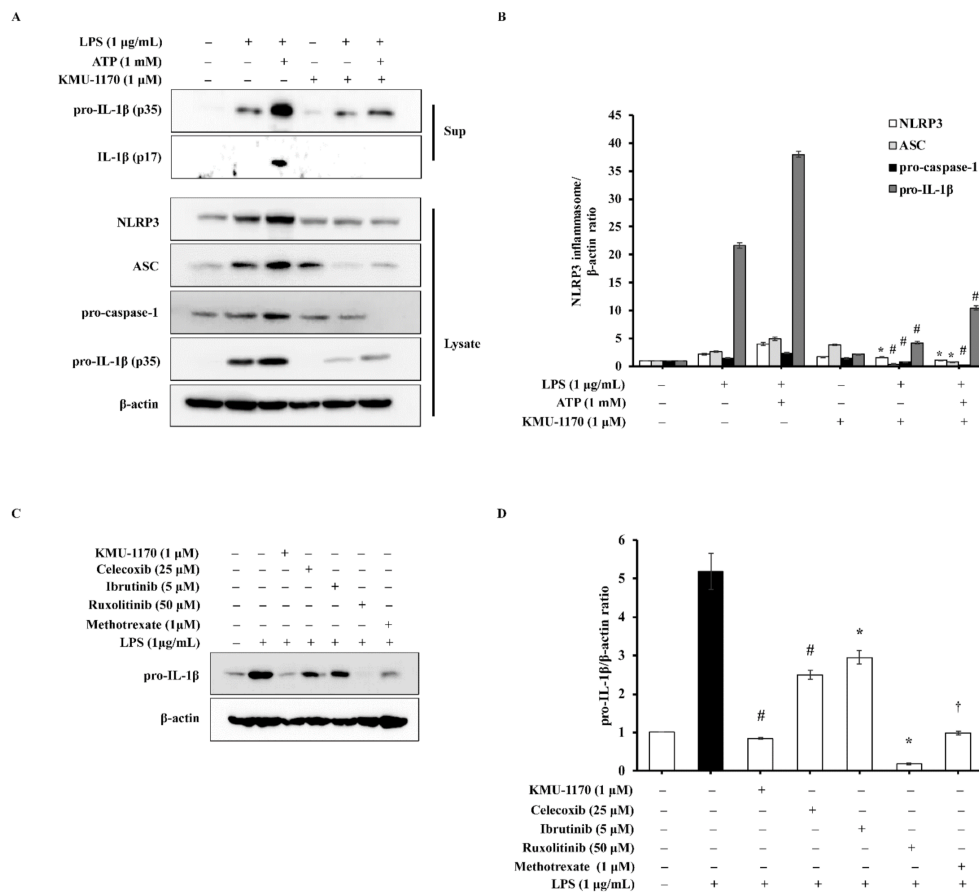 A
LPS (1 μg/mL) – + + – + +
ATP (1 mM) – – + – – +
KMU-1170 (1 μM) – – – + + +
pro-IL-1β (p35)
IL-1β (p17)
Sup
NLRP3
ASC
pro-caspase-1
pro-IL-1β (p35)
β-actin
Lysate
B
NLRP3 inflammasome/
β-actin ratio
45
40
35
30
25
20
15
10
5
0
NLRP3
ASC
pro-caspase-1
pro-IL-1β
* # # # * * # #
LPS (1 μg/mL) – + + – + +
ATP (1 mM) – – + – – +
KMU-1170 (1 μM) – – – + + +
C
KMU-1170 (1 μM) – – + – – – –
Celecoxib (25 μM) – – – + – – –
Ibrutinib (5 μM) – – – – + – –
Ruxolitinib (50 μM) – – – – – + –
Methotrexate (1μM) – – – – – – +
LPS (1μg/mL) – + + + + + +
pro-IL-1β
β-actin
D
pro-IL-1β/β-actin ratio
6
5
4
3
2
1
0
# # * * †
KMU-1170 (1 μM) – – + – – – –
Celecoxib (25 μM) – – – + – – –
Ibrutinib (5 μM) – – – – + – –
Ruxolitinib (50 μM) – – – – – + –
Methotrexate (1 μM) – – – – – – +
LPS (1 μg/mL) – + + + + + +